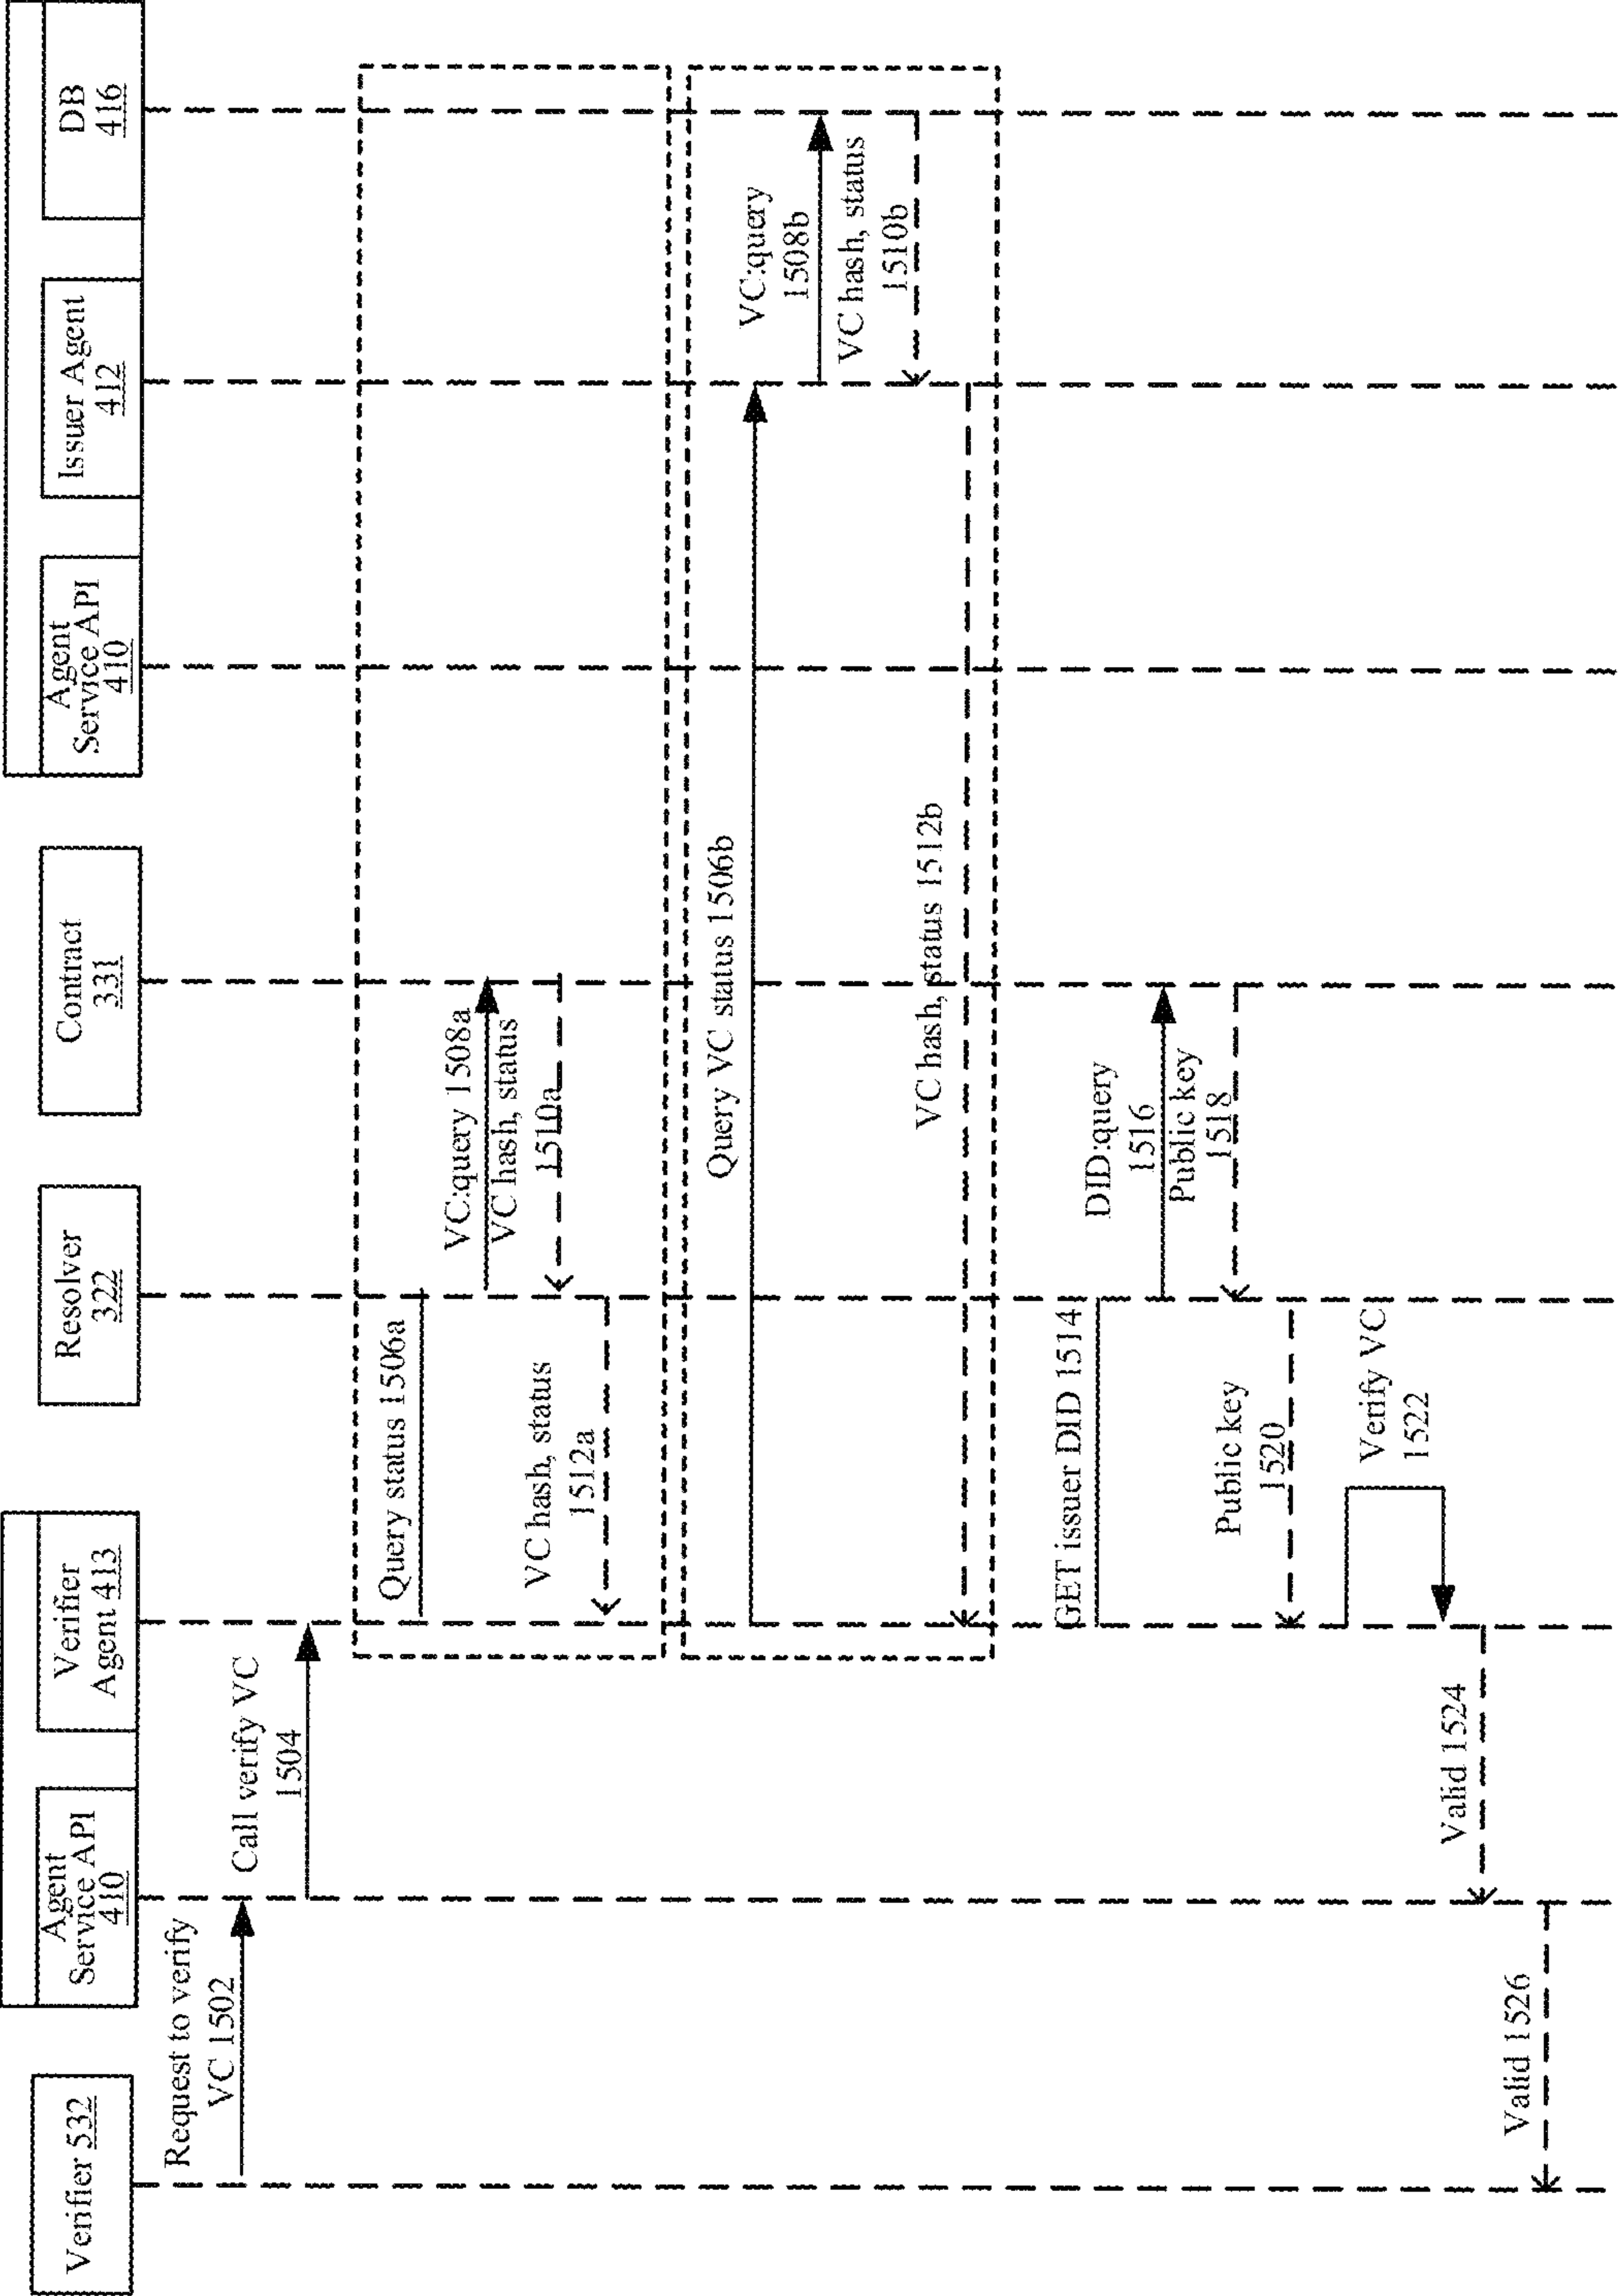 Verifier 532
Agent
Service API
410
Verifier
Agent 413
Resolver
322
Contract
331
Agent
Service API
410
Issuer Agent
412
DB
416
Request to verify
VC 1502
Call verify VC
1504
Query status 1506a
VC:query 1508a
VC hash, status
1510a
VC hash, status
1512a
Query VC status 1506b
VC:query
1508b
VC hash, status
1510b
VC hash, status 1512b
GET issuer DID 1514
DID:query
1516
Public key
1518
Public key
1520
Verify VC
1522
Valid 1524
Valid 1526